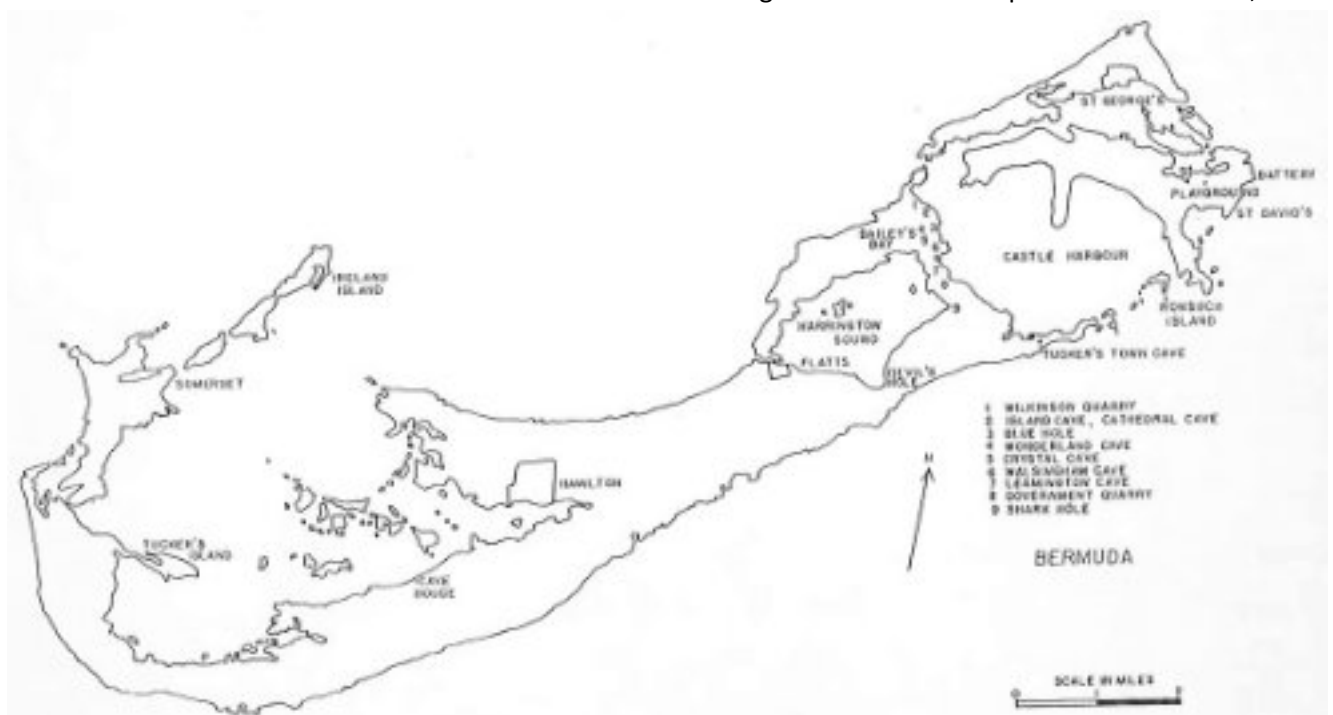 ST GEORGE'S
BATTERY
PLAYGROUND
ST DAVID'S
BAILEY'S
BAY
CASTLE HARBOUR
IRELAND
ISLAND
HARRINGTON
SOUND
ISLAND
TUCKER'S TOWN CAVE
FLATTS
DEVIL'S
HOLE
SOMERSET
1 WILKINSON QUARRY
2 ISLAND CAVE, CATHEDRAL CAVE
3 BLUE HOLE
4 WONDERLAND CAVE
5 CRYSTAL CAVE
6 WALSINGHAM CAVE
7 LEAMINGTON CAVE
8 GOVERNMENT QUARRY
9 SHARK HOLE
N
TUCKER'S
ISLAND
CAVE
BERMUDA
SCALE IN MILES
0 1 2